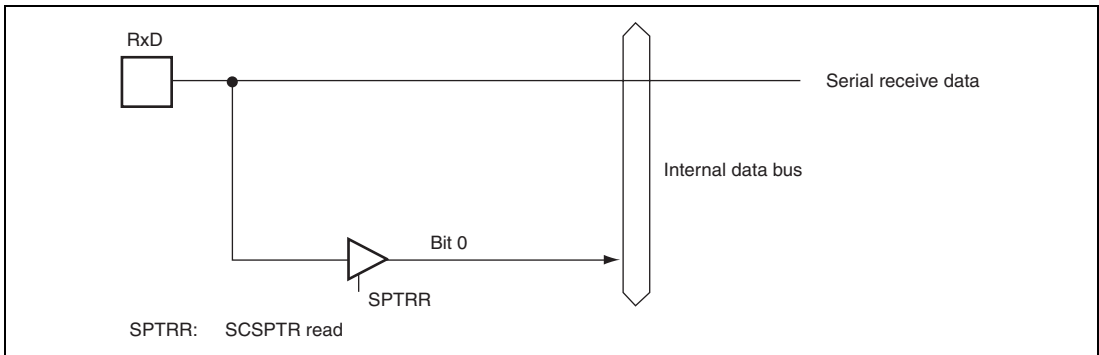 RxD
Serial receive data
Internal data bus
Bit 0
SPTRR
SPTRR: SCSPTR read